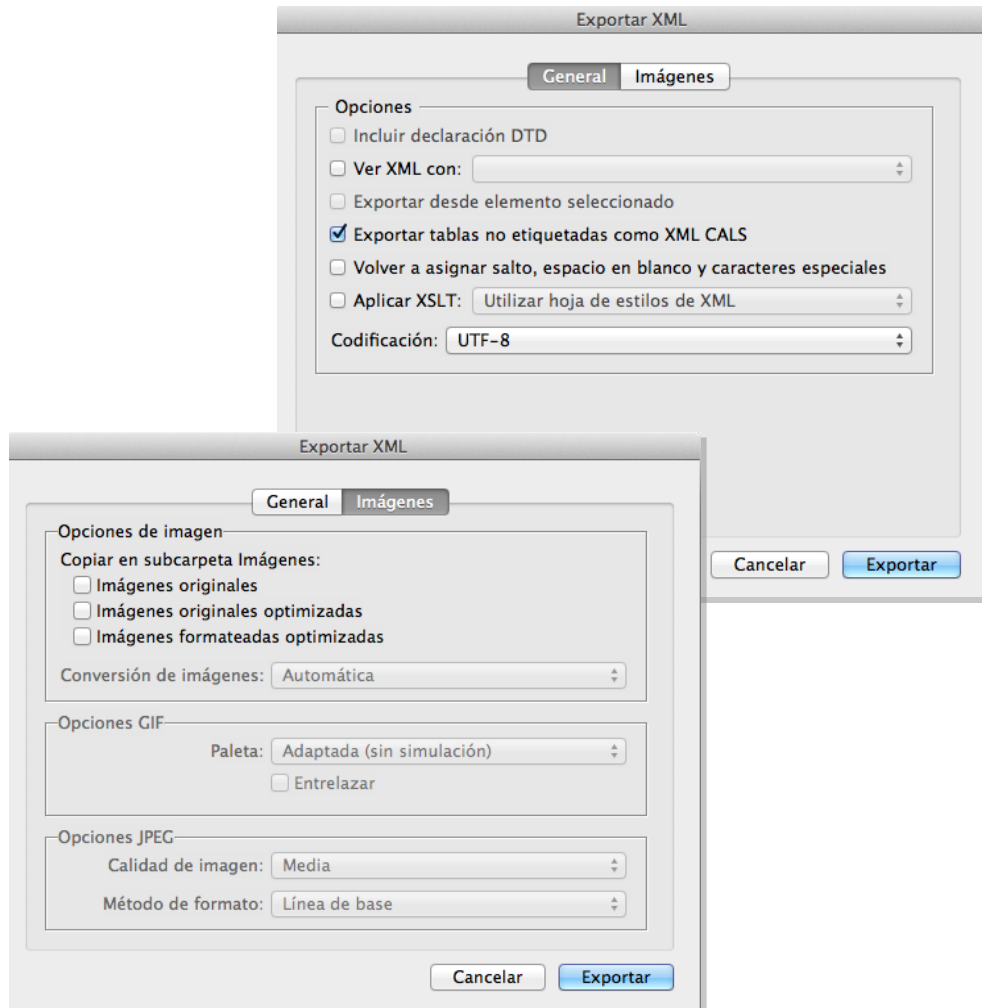 Exportar XML
General Imágenes
Opciones
Incluir declaración DTD
Ver XML con:
Exportar desde elemento seleccionado
Exportar tablas no etiquetadas como XML CALS
Volver a asignar salto, espacio en blanco y caracteres especiales
Aplicar XSLT: Utilizar hoja de estilos de XML
Codificación: UTF-8
Cancelar Exportar
Exportar XML
General Imágenes
Opciones de imagen
Copiar en subcarpeta Imágenes:
Imágenes originales
Imágenes originales optimizadas
Imágenes formateadas optimizadas
Conversión de imágenes: Automática
Opciones GIF
Paleta: Adaptada (sin simulación)
Entrelazar
Opciones JPEG
Calidad de imagen: Media
Método de formato: Línea de base
Cancelar Exportar